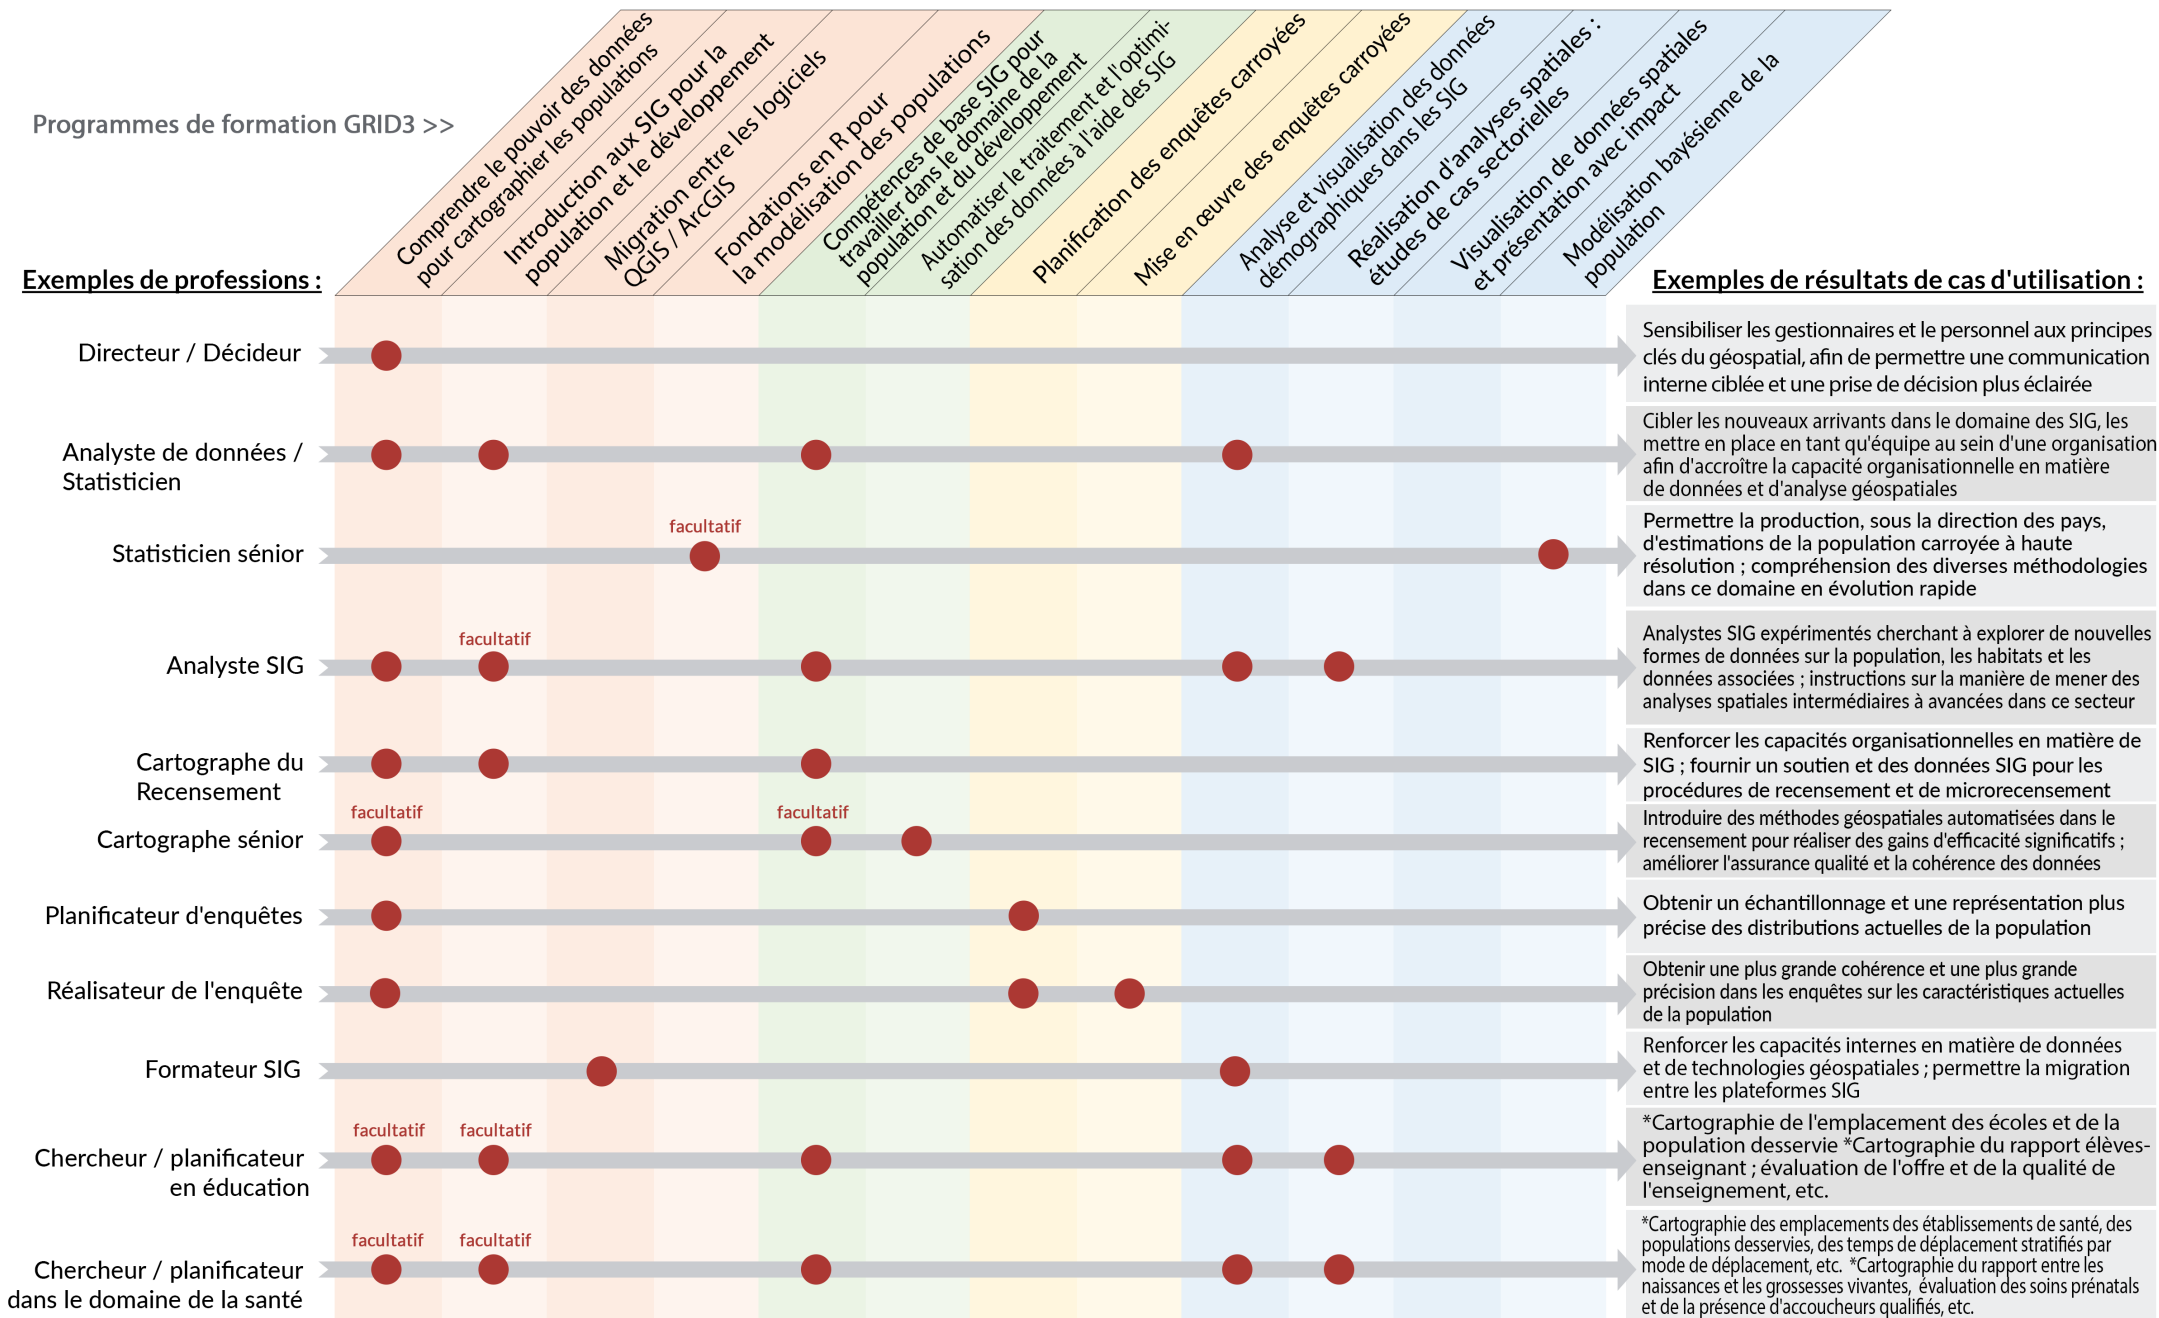 Programmes de formation GRID3 >>
Comprendre le pouvoir des données
pour cartographier les populations
Introduction aux SIG pour la
population et le développement
Migration entre les logiciels
QGIS / ArcGIS
Fondations en R pour
la modélisation des populations
Compétences de base SIG pour
travailler dans le domaine de la
population et du développement
Automatiser le traitement et l'optimi-
sation des données à l'aide des SIG
Planification des enquêtes carroyées
Mise en œuvre des enquêtes carroyées
Analyse et visualisation des données
démographiques dans les SIG
Réalisation d'analyses spatiales :
études de cas sectorielles
Visualisation de données spatiales
et présentation avec impact
Modélisation bayésienne de la
population
Exemples de professions :
Exemples de résultats de cas d'utilisation :
Directeur / Décideur
Sensibiliser les gestionnaires et le personnel aux principes
clés du géospatial, afin de permettre une communication
interne ciblée et une prise de décision plus éclairée
Analyste de données /
Statisticien
Cibler les nouveaux arrivants dans le domaine des SIG, les
mettre en place en tant qu'équipe au sein d'une organisation
afin d'accroître la capacité organisationnelle en matière
de données et d'analyse géospatiales
facultatif
Statisticien sénior
Permettre la production, sous la direction des pays,
d'estimations de la population carroyée à haute
résolution ; compréhension des diverses méthodologies
dans ce domaine en évolution rapide
facultatif
Analyste SIG
Analystes SIG expérimentés cherchant à explorer de nouvelles
formes de données sur la population, les habitats et les
données associées ; instructions sur la manière de mener des
analyses spatiales intermédiaires à avancées dans ce secteur
Cartographe du
Recensement
Renforcer les capacités organisationnelles en matière de
SIG ; fournir un soutien et des données SIG pour les
procédures de recensement et de microrecensement
facultatif
facultatif
Cartographe sénior
Introduire des méthodes géospatiales automatisées dans le
recensement pour réaliser des gains d'efficacité significatifs ;
améliorer l'assurance qualité et la cohérence des données
Planificateur d'enquêtes
Obtenir un échantillonnage et une représentation plus
précise des distributions actuelles de la population
Réalisateur de l'enquête
Obtenir une plus grande cohérence et une plus grande
précision dans les enquêtes sur les caractéristiques actuelles
de la population
Formateur SIG
Renforcer les capacités internes en matière de données
et de technologies géospatiales ; permettre la migration
entre les plateformes SIG
facultatif
facultatif
Chercheur / planificateur
en éducation
*Cartographie de l'emplacement des écoles et de la
population desservie *Cartographie du rapport élèves-
enseignant ; évaluation de l'offre et de la qualité de
l'enseignement, etc.
facultatif
facultatif
Chercheur / planificateur
dans le domaine de la santé
*Cartographie des emplacements des établissements de santé, des
populations desservies, des temps de déplacement stratifiés par
mode de déplacement, etc. *Cartographie du rapport entre les
naissances et les grossesses vivantes, évaluation des soins prénatals
et de la présence d'accoucheurs qualifiés, etc.